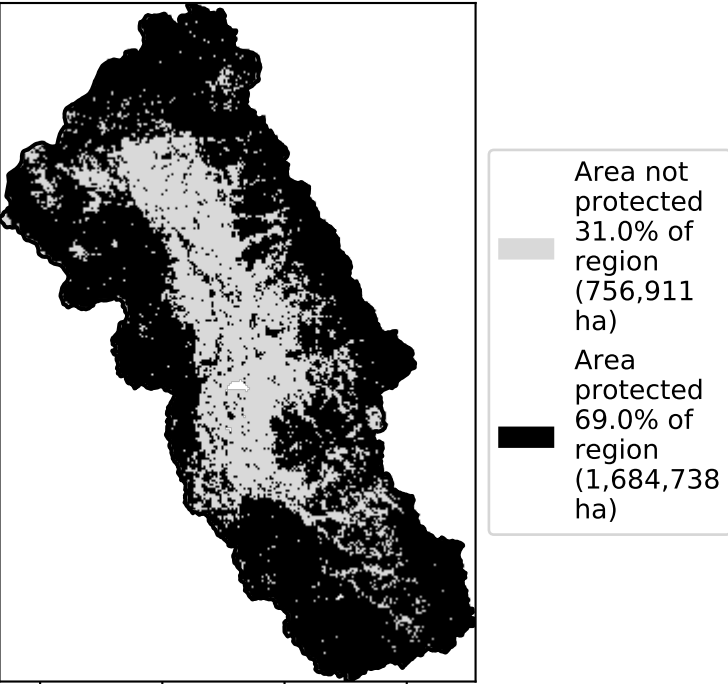 Area not
protected
31.0% of
region
(756,911
ha)
Area
protected
69.0% of
region
(1,684,738
ha)